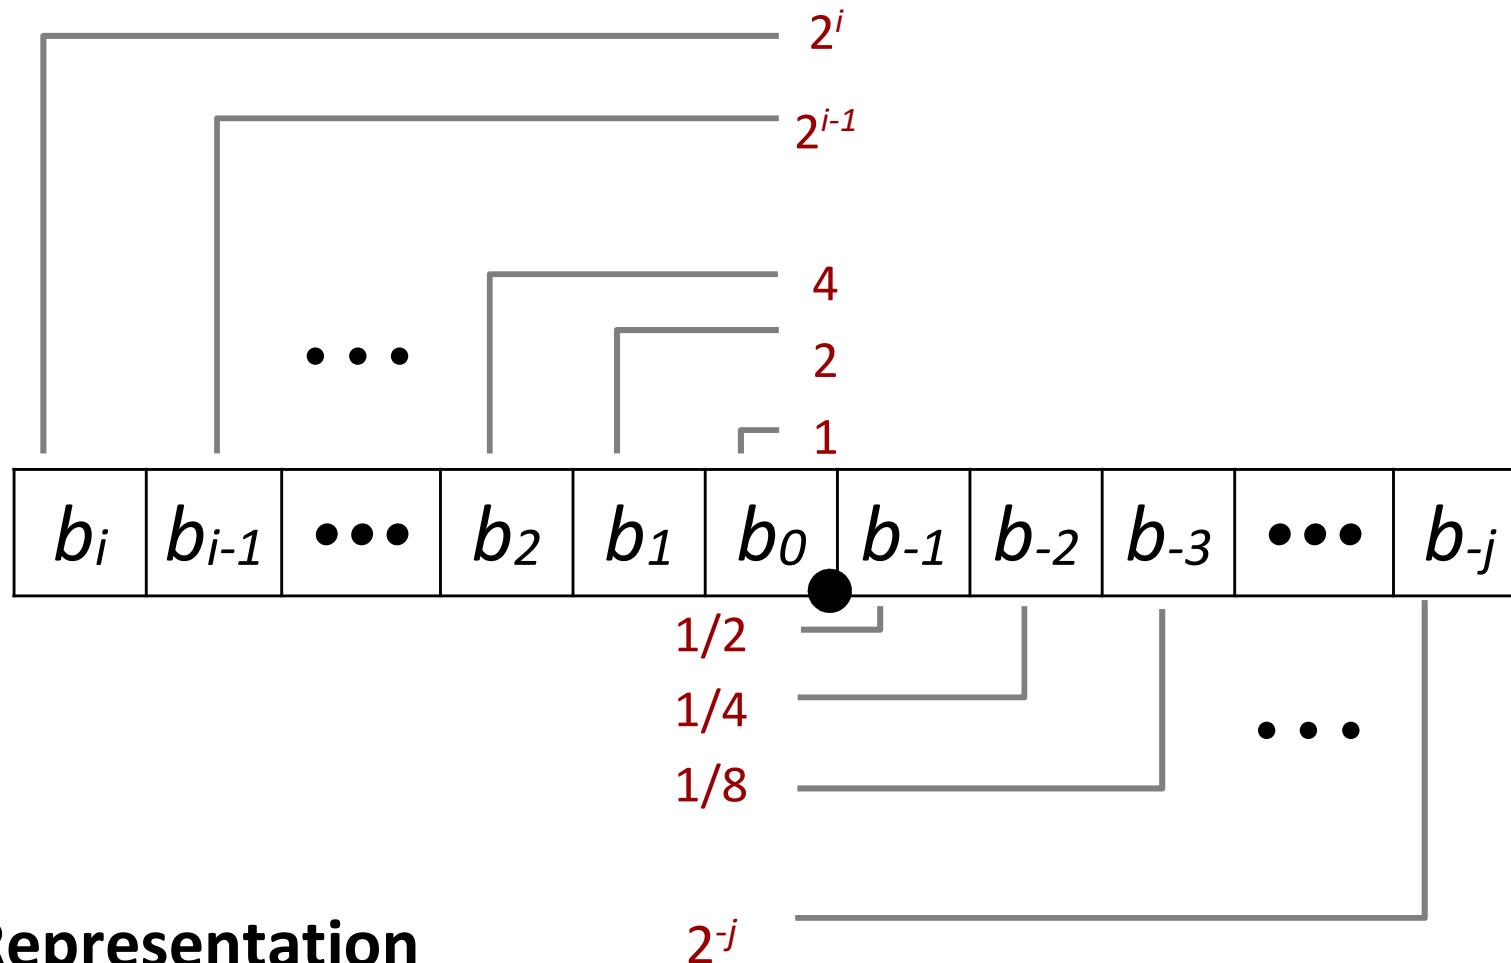 2^i
2^{i-1}
4
2
1
• • •
b_i b_{i-1} ••• b_2 b_1 b_0 . b_{-1} b_{-2} b_{-3} ••• b_{-j}
1/2
1/4
1/8
• • •
2^{-j}
Representation